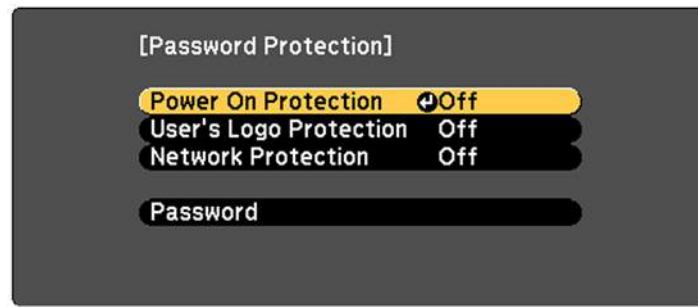 [Password Protection]
Power On Protection Off
User's Logo Protection Off
Network Protection Off
Password